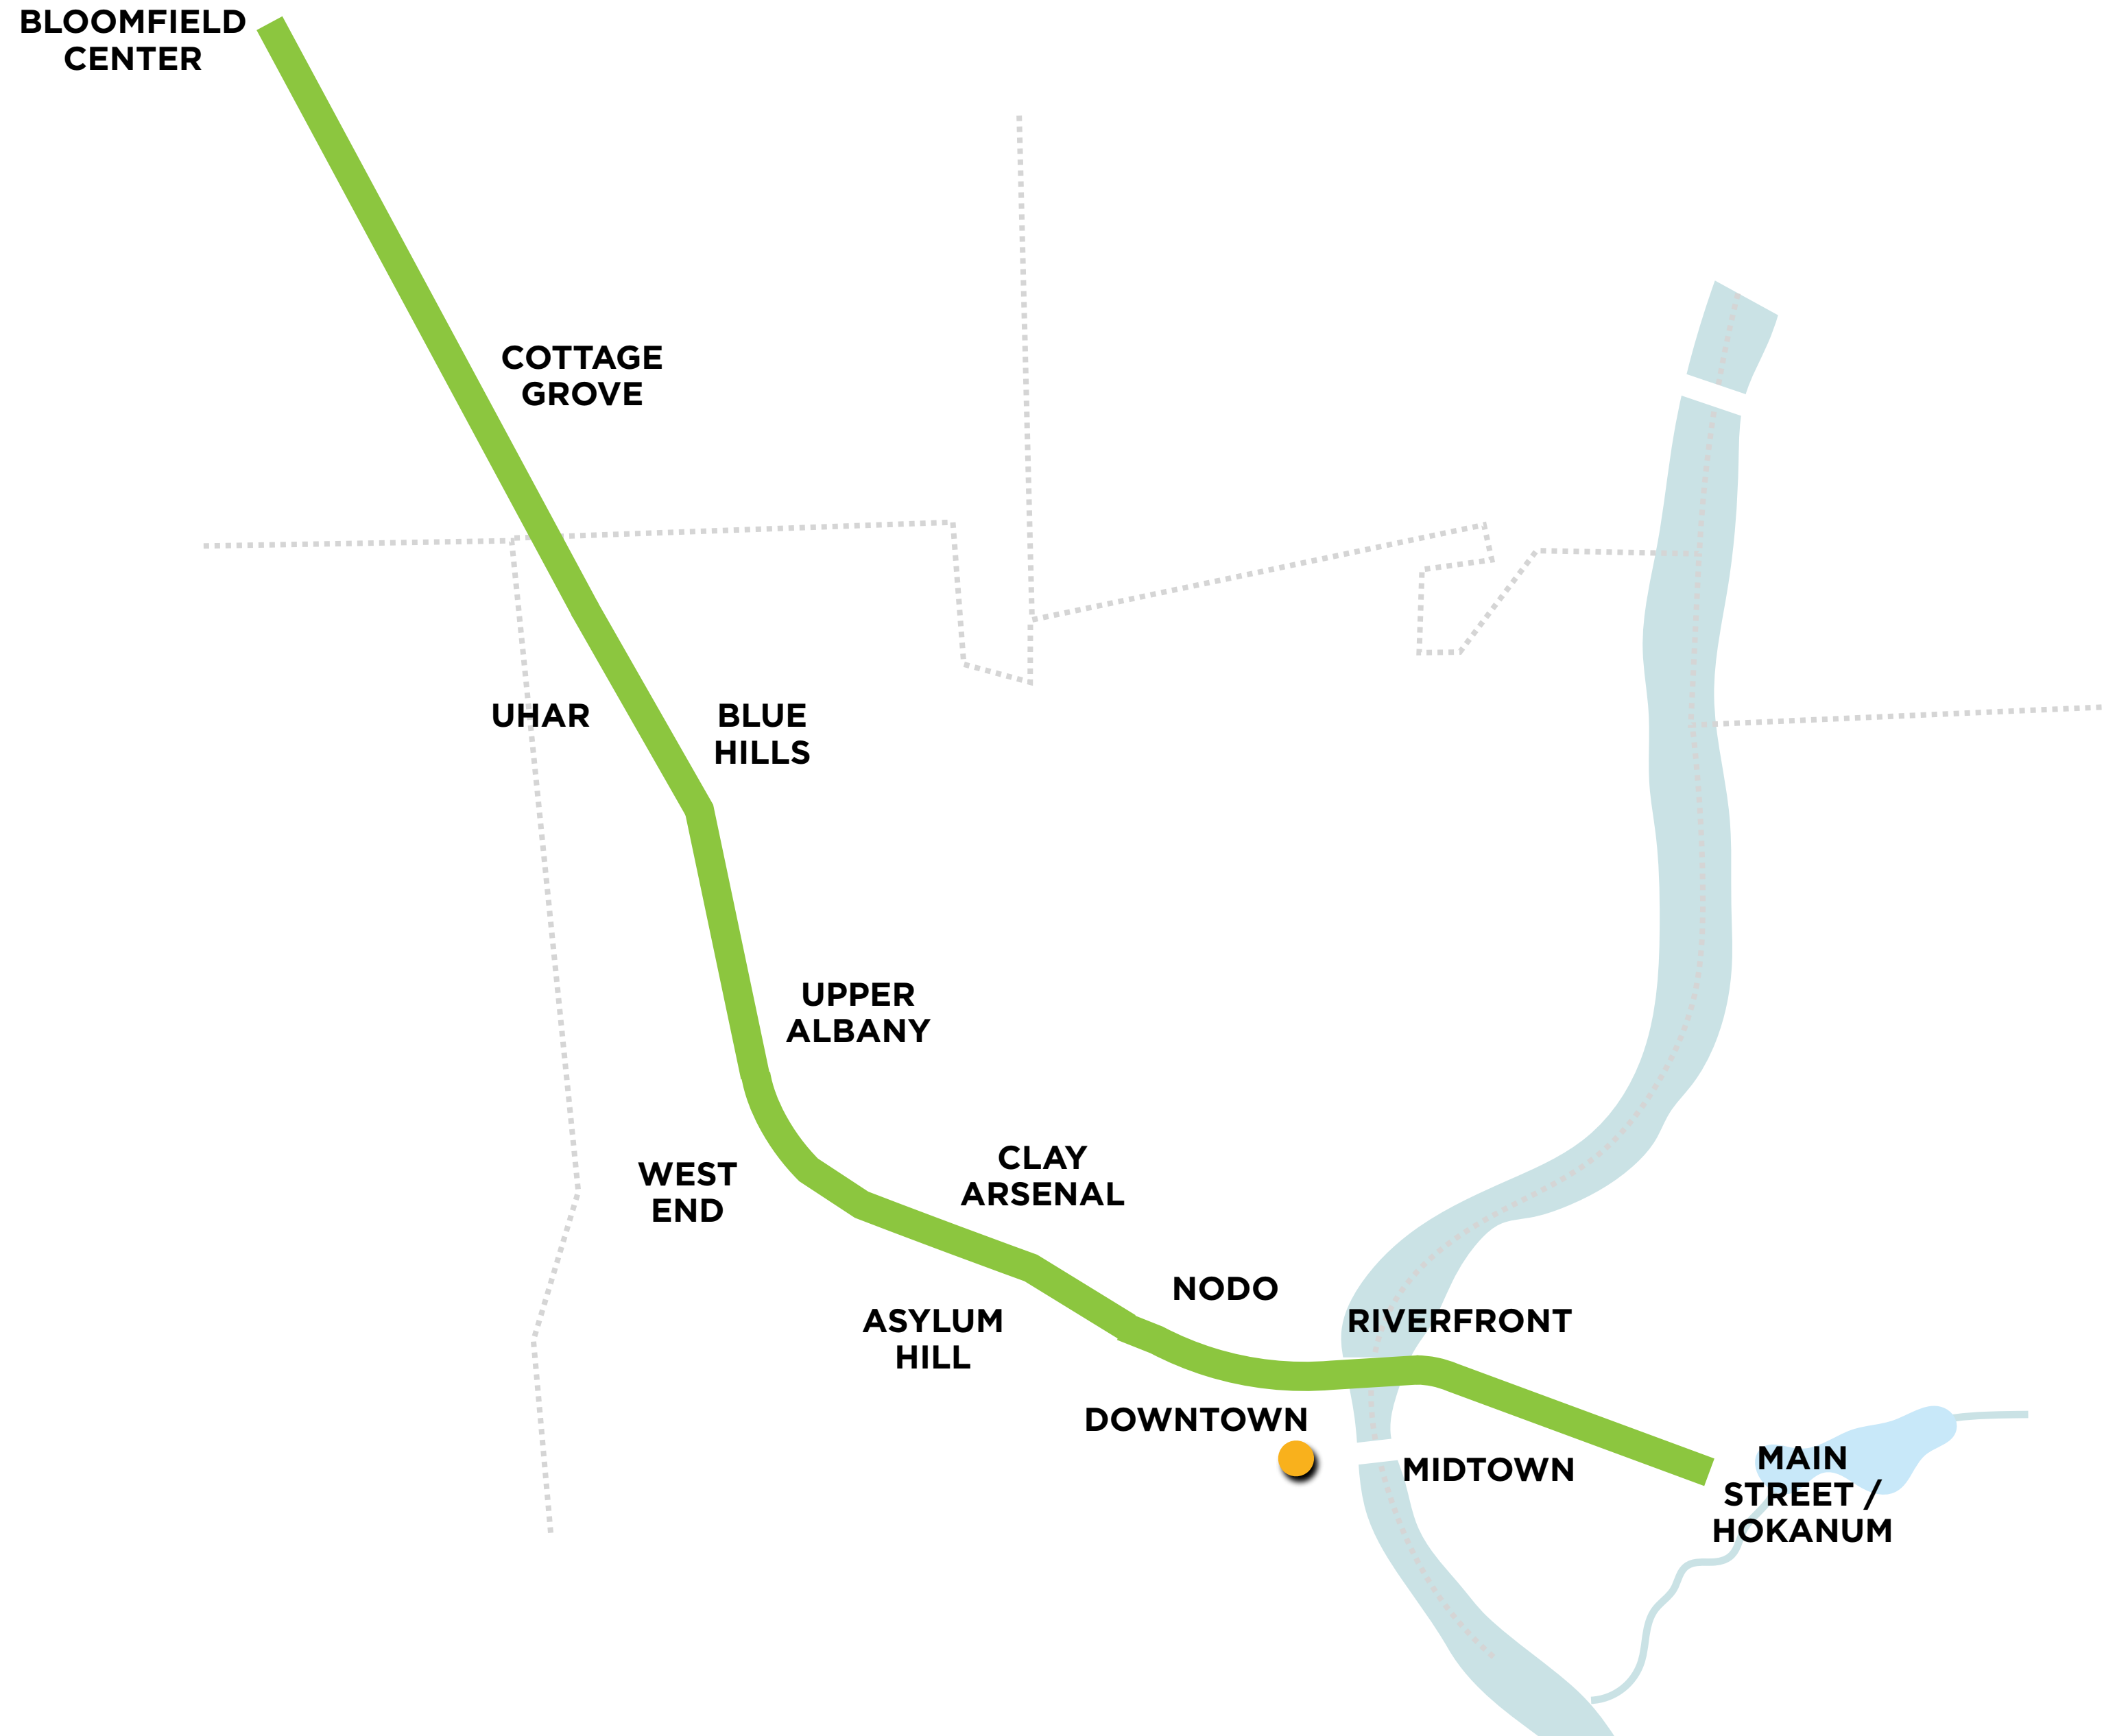 BLOOMFIELD
CENTER
COTTAGE
GROVE
UHAR
BLUE
HILLS
UPPER
ALBANY
WEST
END
CLAY
ARSENAL
NODO
ASYLUM
HILL
RIVERFRONT
DOWNTOWN
MIDTOWN
MAIN
STREET /
HOKANUM